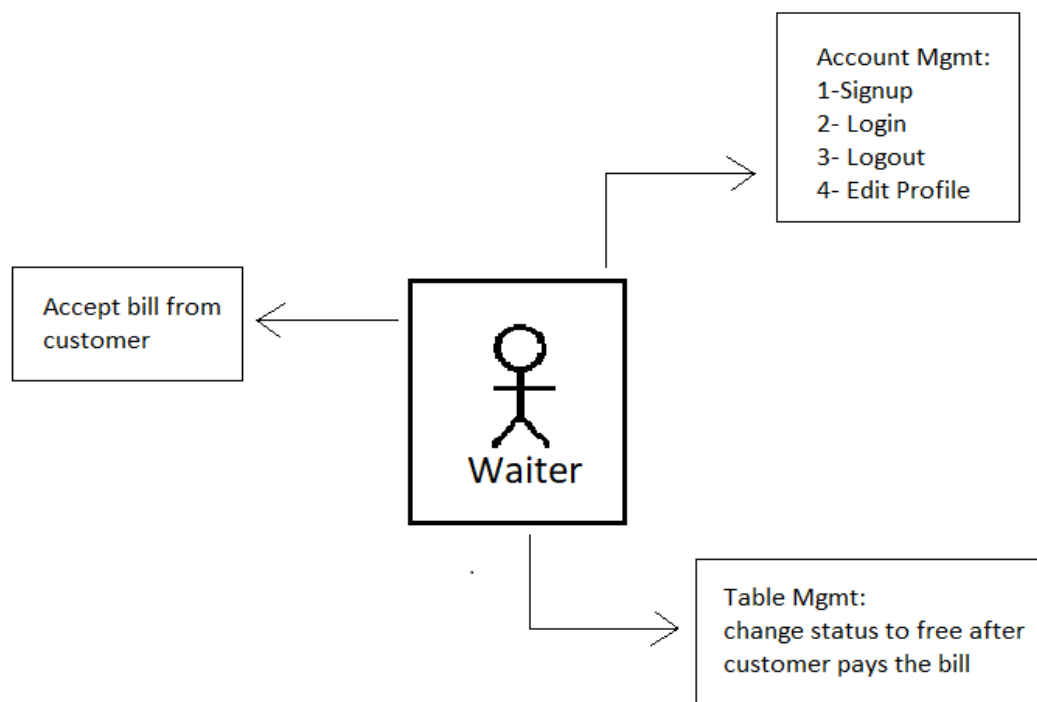 Account Mgmt:
1-Signup
2- Login
3- Logout
4- Edit Profile
Accept bill from
customer
Waiter
Table Mgmt:
change status to free after
customer pays the bill